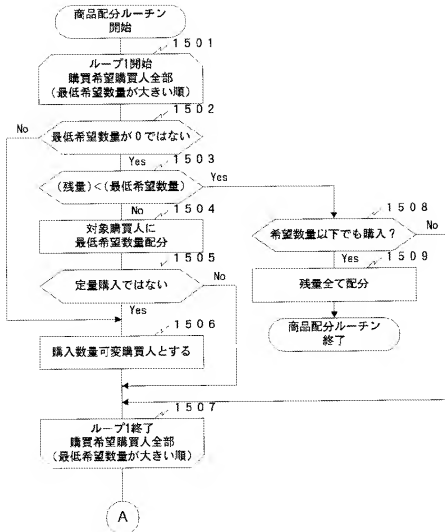 商品配分ルーチン
開始
1501
ループ1開始
購買希望購買人全部
(最低希望数量が大きい順)
1502
No
最低希望数量が0ではない
Yes
1503
(残量)<(最低希望数量)
Yes
No
1504
対象購買人に
最低希望数量配分
1505
定量購入ではない
No
Yes
1506
購入数量可変購買人とする
1507
ループ1終了
購買希望購買人全部
(最低希望数量が大きい順)
A
1508
希望数量以下でも購入?
No
Yes
1509
残量全て配分
商品配分ルーチン
終了